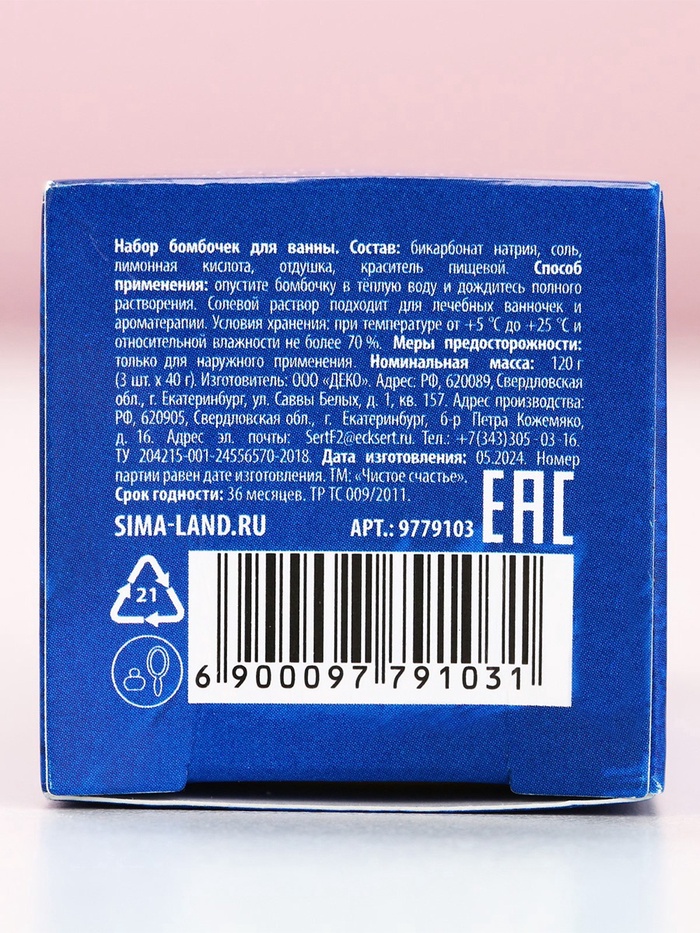 Набор бомбочек для ванны. Состав: бикарбонат натрия, соль,
лимонная кислота, отдушка, краситель пищевой. Способ
применения: опустите бомбочку в тёплую воду и дождитесь полного
растворения. Солевой раствор подходит для лечебных ванночек и
ароматерапии. Условия хранения: при температуре от +5 °С до +25 °С и
относительной влажности не более 70 %. Меры предосторожности:
только для наружного применения. Номинальная масса: 120 г
(3 шт. х 40 г). Изготовитель: ООО «ДЕКО». Адрес: РФ, 620089, Свердловская
обл., г. Екатеринбург, ул. Саввы Белых, д. 1, кв. 157. Адрес производства:
РФ, 620905, Свердловская обл., г. Екатеринбург, б-р Петра Кожемяко,
д. 16. Адрес эл. почты: SertF2@ecksert.ru. Тел.: +7(343)305-03-16.
ТУ 204215-001-24556570-2018. Дата изготовления: 05.2024. Номер
партии равен дате изготовления. ТМ: «Чистое счастье».
Срок годности: 36 месяцев. ТР ТС 009/2011.
EAC
SIMA-LAND.RU АРТ.: 9779103
21
6 900097 791031